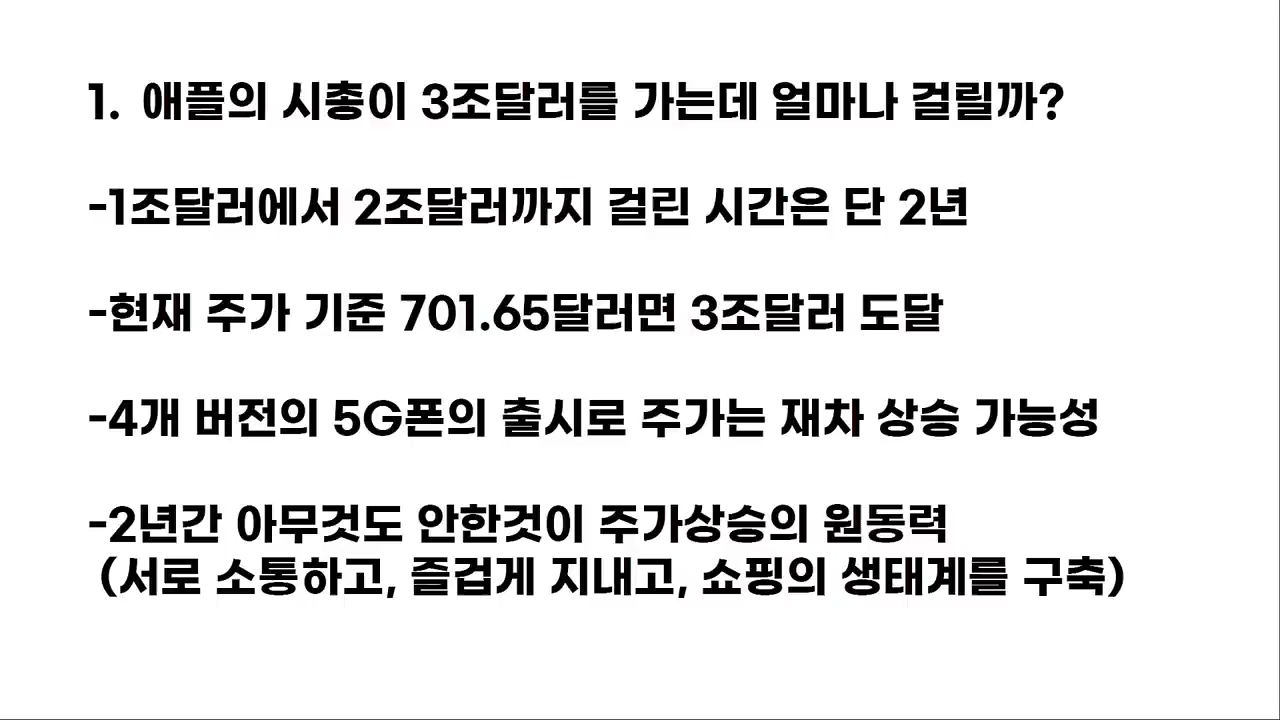 1. 애플의 시총이 3조달러를 가는데 얼마나 걸릴까?
-1조달러에서 2조달러까지 걸린 시간은 단 2년
-현재 주가 기준 701.65달러면 3조달러 도달
-4개 버전의 5G폰의 출시로 주가는 재차 상승 가능성
-2년간 아무것도 안한것이 주가상승의 원동력
(서로 소통하고, 즐겁게 지내고, 쇼핑의 생태계를 구축)